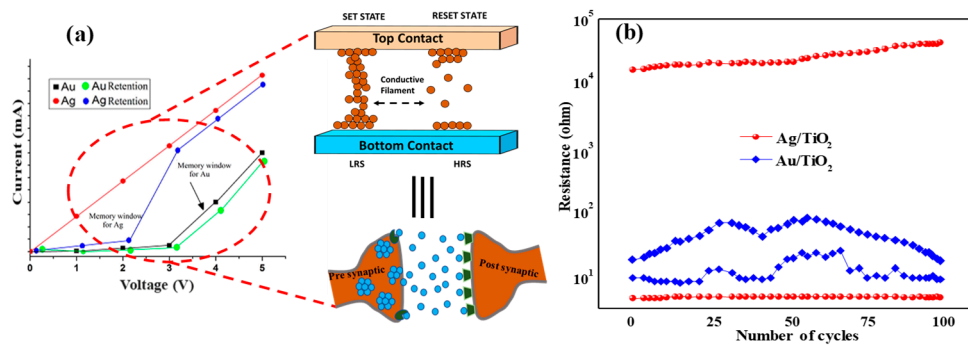 (a)
Current (mA)
Au
Au Retention
Ag
Ag Retention
Memory window
for Au
Memory window
for Ag
0 1 2 3 4 5
Voltage (V)
SET STATE RESET STATE
Top Contact
Conductive
Filament
Bottom Contact
LRS HRS
Pre synaptic
Post synaptic
(b)
Resistance (ohm)
10^5
10^4
10^3
10^2
10^1
Ag/TiO₂
Au/TiO₂
0 25 50 75 100
Number of cycles